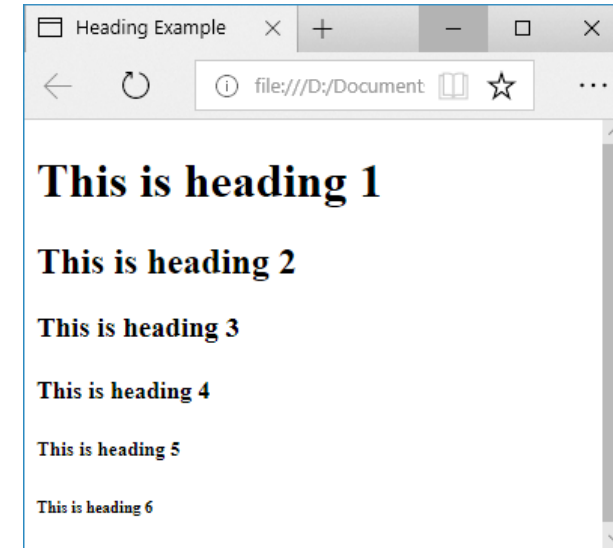 Heading Example
file:///D:/Document
This is heading 1
This is heading 2
This is heading 3
This is heading 4
This is heading 5
This is heading 6